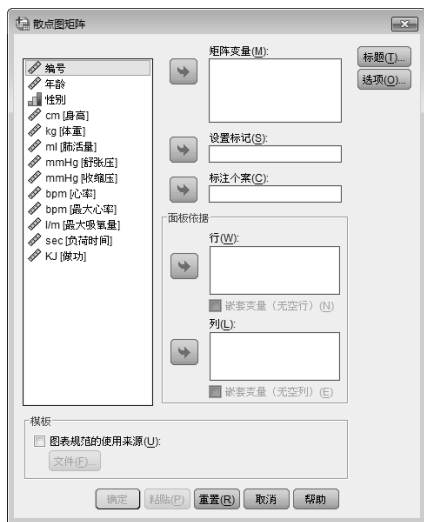 散点图矩阵
编号
年龄
性别
cm [身高]
kg [体重]
ml [肺活量]
mmHg [舒张压]
mmHg [收缩压]
bpm [心率]
bpm [最大心率]
l/m [最大吸氧量]
sec [负荷时间]
KJ [做功]
矩阵变量(M):
标题(T)...
选项(O)...
设置标记(S):
标注个案(C):
面板依据
行(W):
嵌套变量（无空行）(N)
列(L):
嵌套变量（无空列）(E)
模板
图表规范的使用来源(U):
文件(F)...
确定 粘贴(P) 重置(R) 取消 帮助